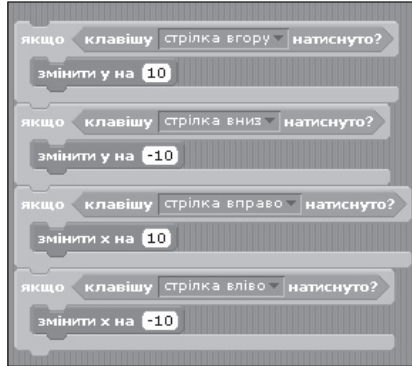 якщо клавішу стрілка вгору натиснуто?
змінити y на 10
якщо клавішу стрілка вниз натиснуто?
змінити y на -10
якщо клавішу стрілка вправо натиснуто?
змінити x на 10
якщо клавішу стрілка вліво натиснуто?
змінити x на -10